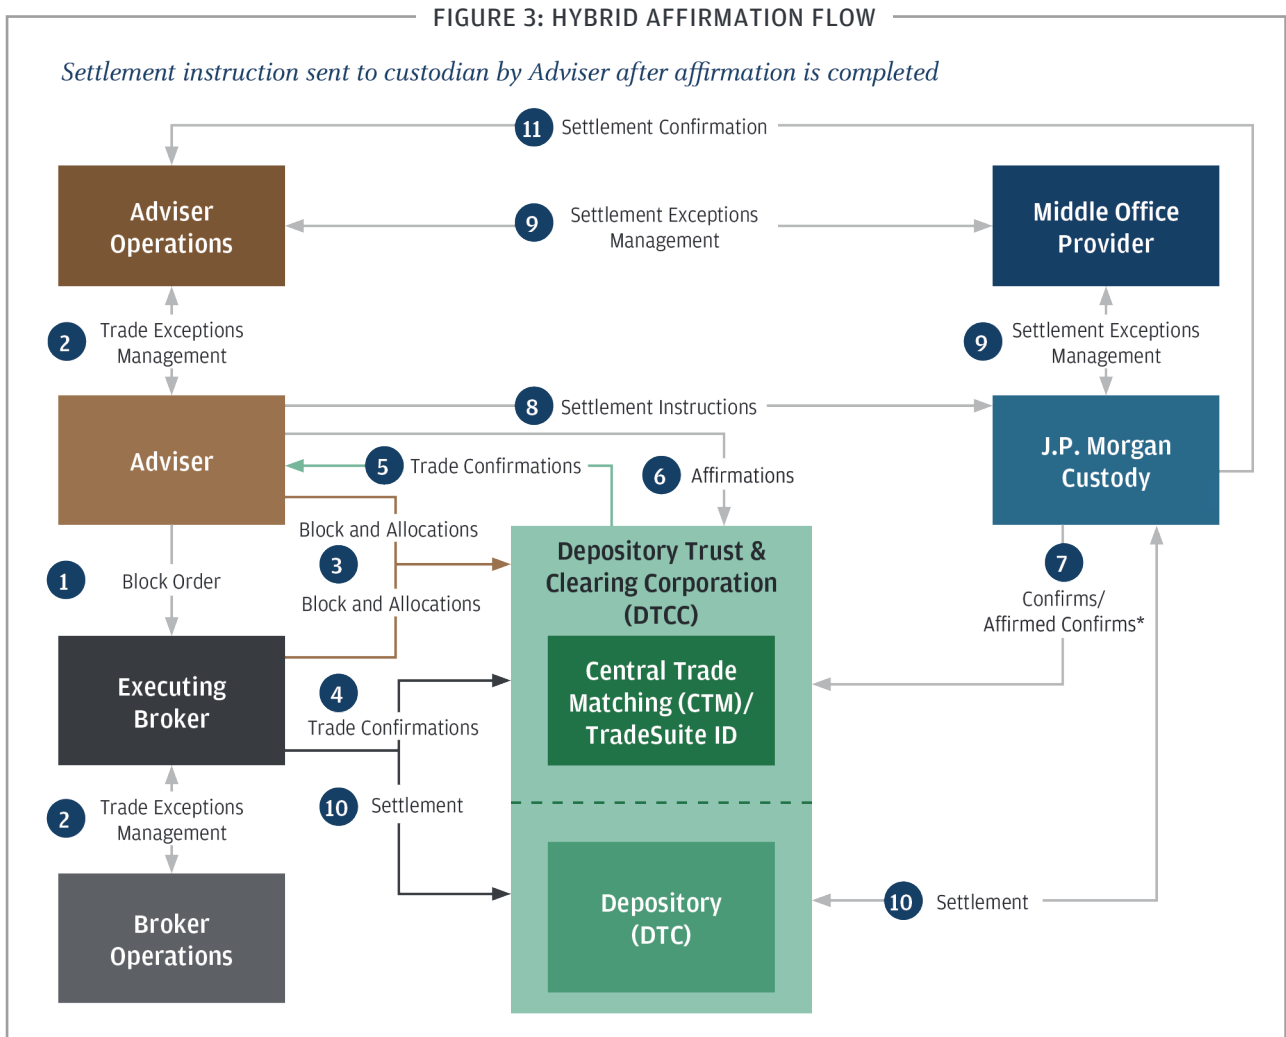 FIGURE 3: HYBRID AFFIRMATION FLOW
Settlement instruction sent to custodian by Adviser after affirmation is completed
11 Settlement Confirmation
Adviser
Operations
9 Settlement Exceptions
Management
Middle Office
Provider
2 Trade Exceptions
Management
9 Settlement Exceptions
Management
Adviser
8 Settlement Instructions
J.P. Morgan
Custody
5 Trade Confirmations
6 Affirmations
Block and Allocations
3
Block and Allocations
1 Block Order
Depository Trust &
Clearing Corporation
(DTCC)
7
Confirms/
Affirmed Confirms*
Executing
Broker
4
Trade Confirmations
Central Trade
Matching (CTM)/
TradeSuite ID
2 Trade Exceptions
Management
10 Settlement
Broker
Operations
Depository
(DTC)
10 Settlement